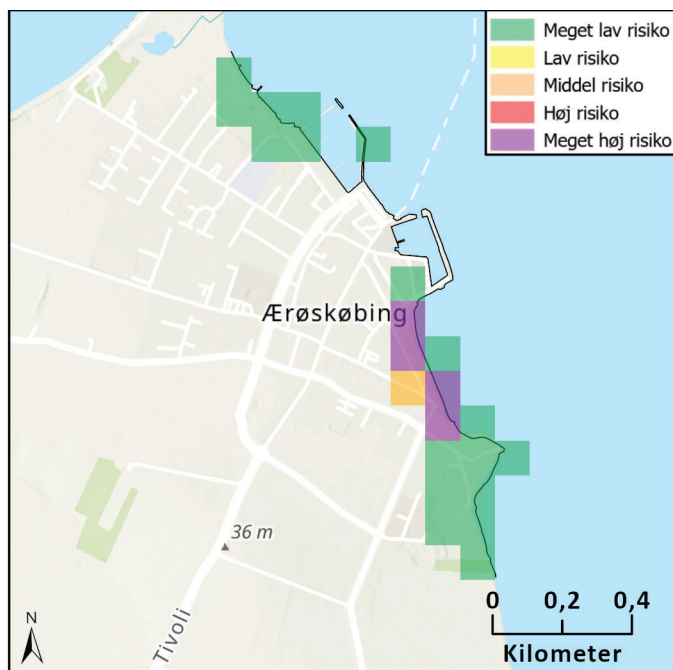 Meget lav risiko
Lav risiko
Middel risiko
Høj risiko
Meget høj risiko
Ærøskøbing
36 m
Tivoli
N
0 0,2 0,4
Kilometer